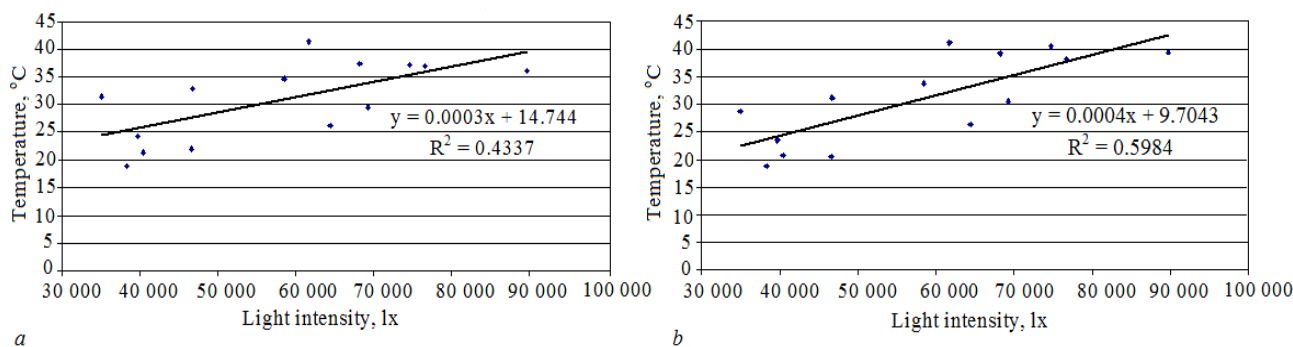 45
40
35
30
25
20
15
10
5
0
Temperature, °C
y = 0.0003x + 14.744
R² = 0.4337
30 000 40 000 50 000 60 000 70 000 80 000 90 000 100 000
Light intensity, lx
a
45
40
35
30
25
20
15
10
5
0
Temperature, °C
y = 0.0004x + 9.7043
R² = 0.5984
30 000 40 000 50 000 60 000 70 000 80 000 90 000 100 000
Light intensity, lx
b